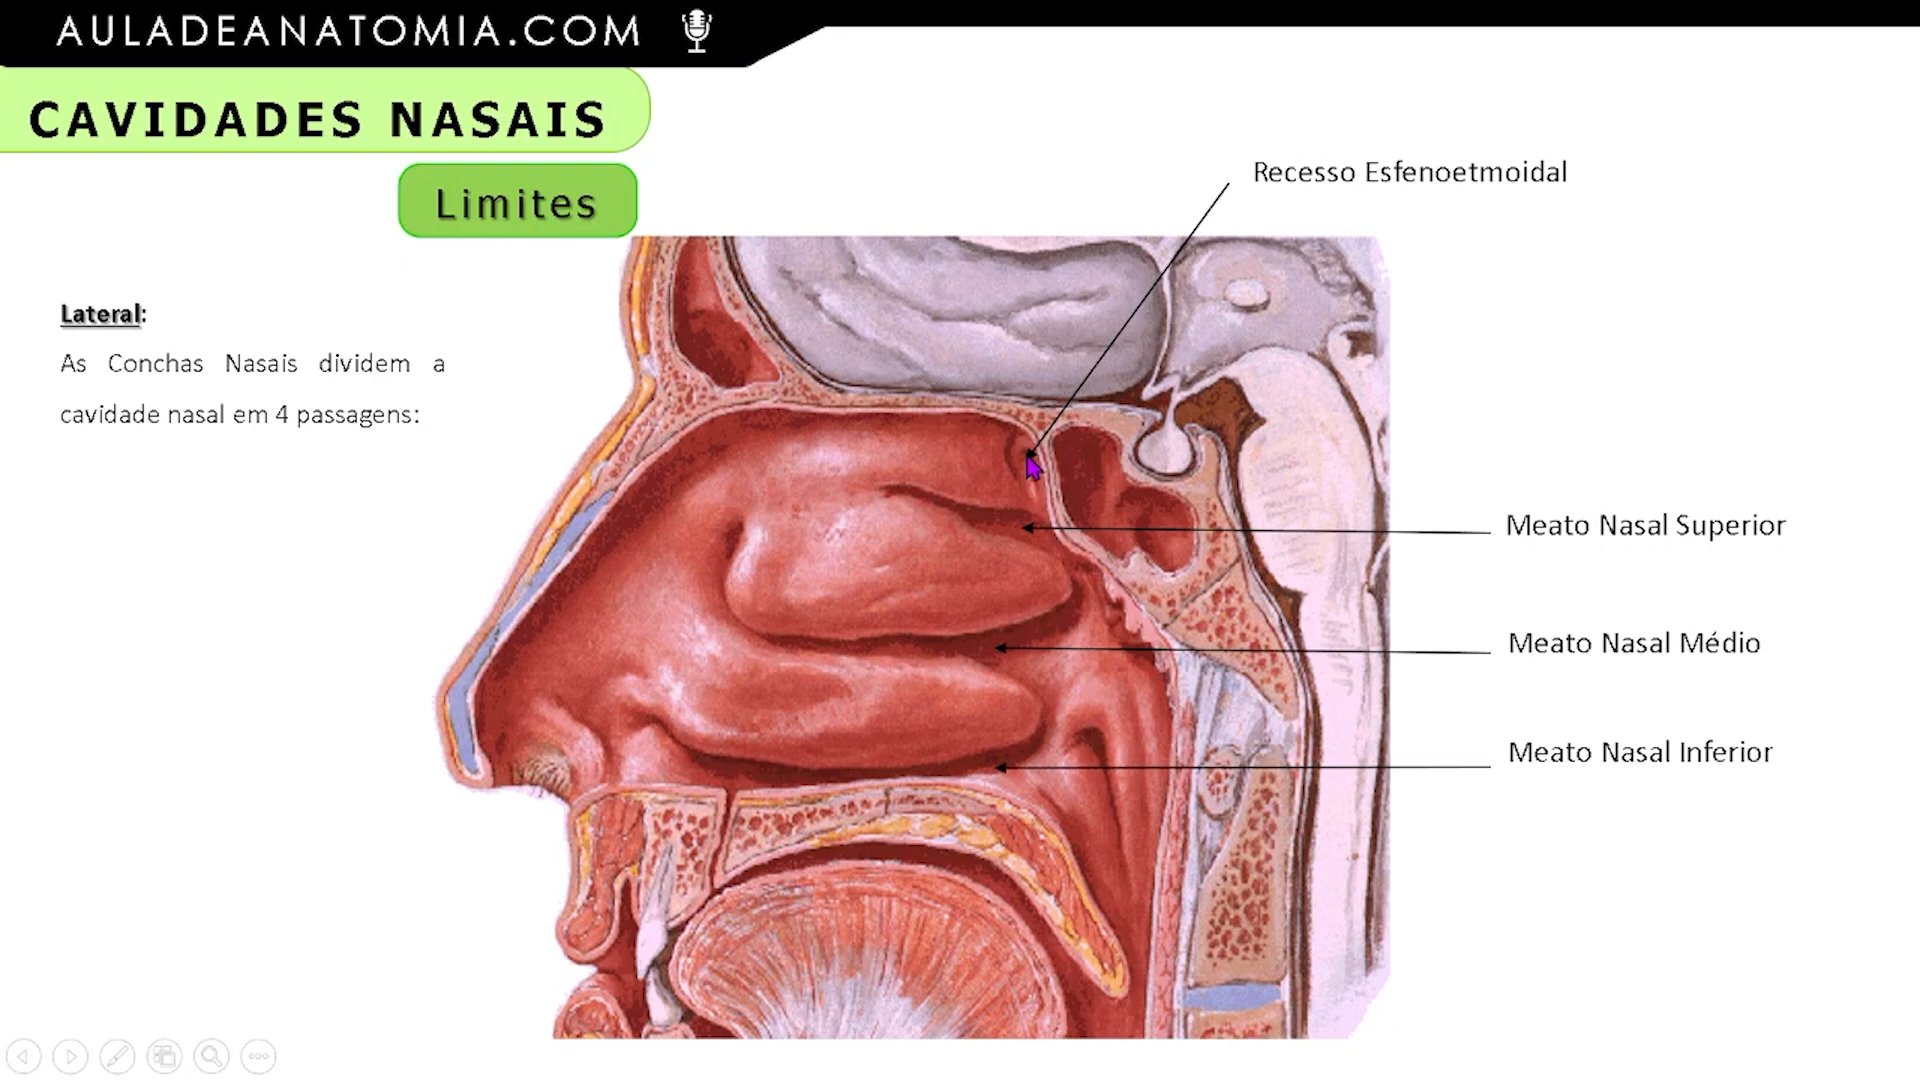 AULADEANATOMIA.COM
CAVIDADES NASAIS
Limites
Lateral:
As Conchas Nasais dividem a
cavidade nasal em 4 passagens:
Recesso Esfenoetmoidal
Meato Nasal Superior
Meato Nasal Médio
Meato Nasal Inferior